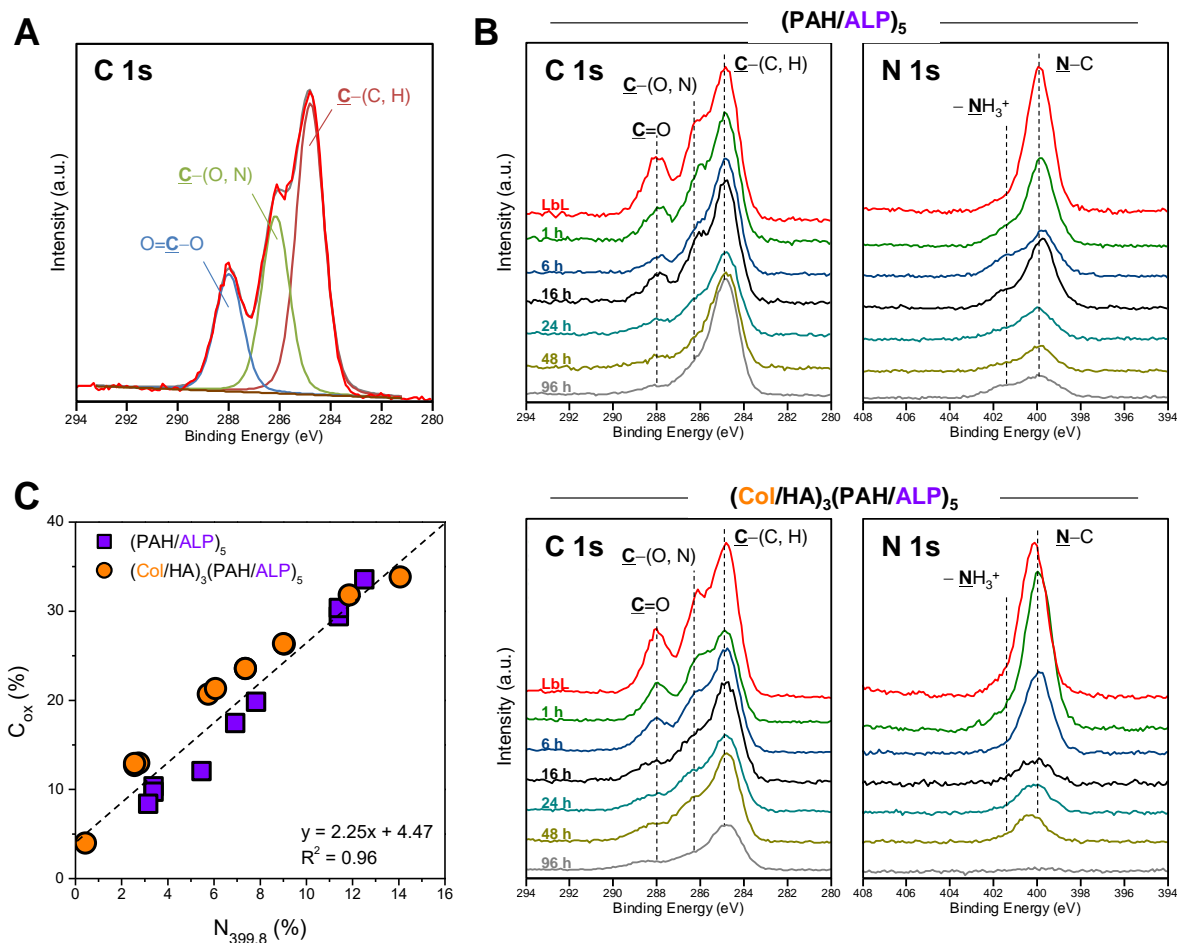 A
C 1s
C–(C, H)
C–(O, N)
O=C–O
Intensity (a.u.)
294 292 290 288 286 284 282 280
Binding Energy (eV)
B
(PAH/ALP)5
C 1s
C–(C, H)
C–(O, N)
C=O
LbL
1 h
6 h
16 h
24 h
48 h
96 h
Intensity (a.u.)
292 290 288 286 284 282 280
Binding Energy (eV)
N 1s
N–C
– NH3+
408 406 404 402 400 398 396 394
Binding Energy (eV)
C
(PAH/ALP)5
(Col/HA)3(PAH/ALP)5
y = 2.25x + 4.47
R2 = 0.96
40
30
20
10
0
Cox (%)
0 2 4 6 8 10 12 14 16
N399.8 (%)
(Col/HA)3(PAH/ALP)5
C 1s
C–(C, H)
C–(O, N)
C=O
LbL
1 h
6 h
16 h
24 h
48 h
96 h
Intensity (a.u.)
292 290 288 286 284 282 280
Binding Energy (eV)
N 1s
N–C
– NH3+
408 406 404 402 400 398 396 394
Binding Energy (eV)